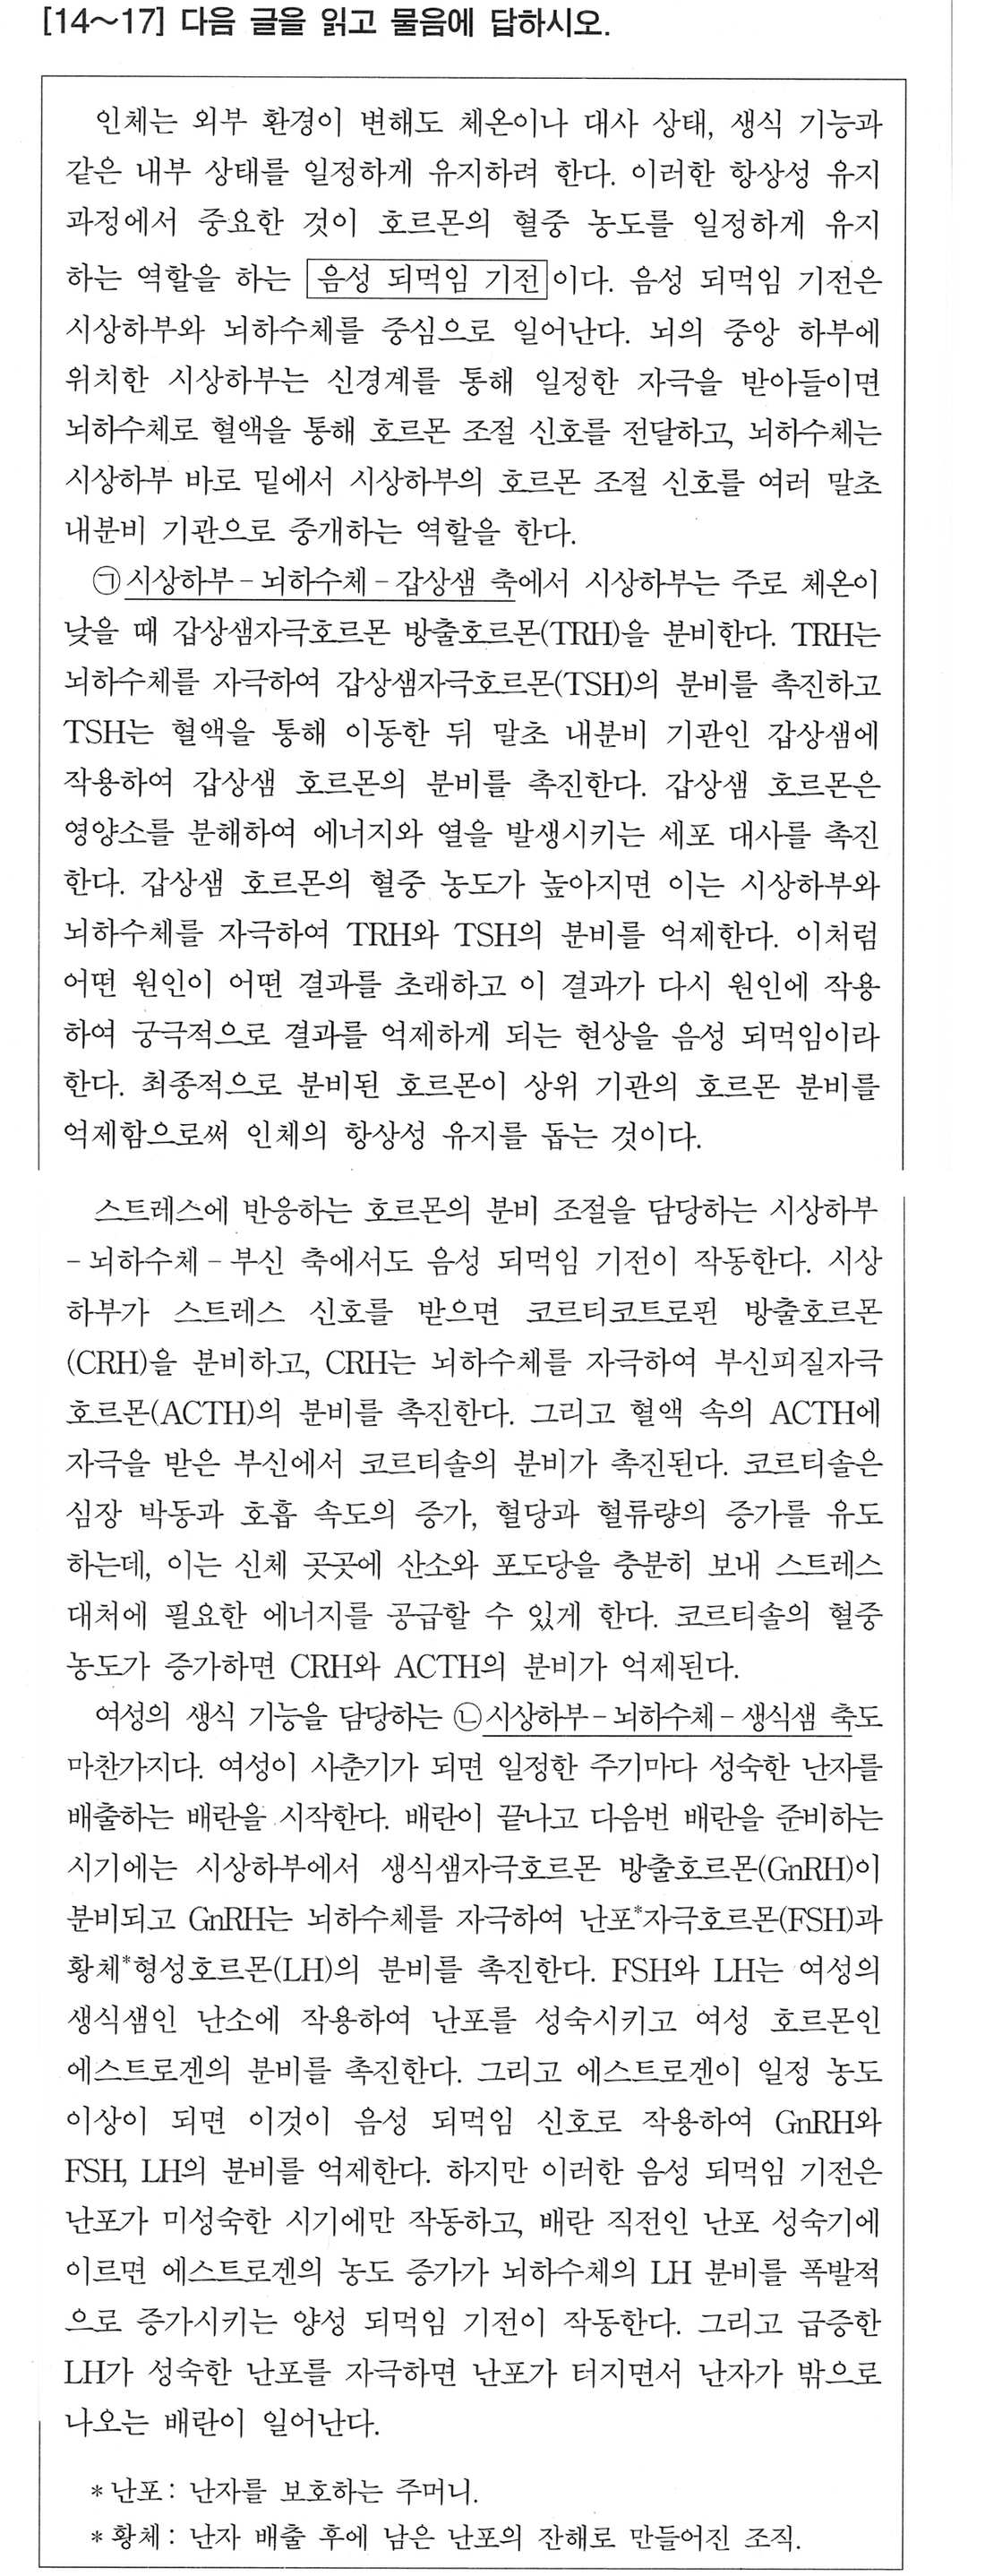 [14～17] 다음 글을 읽고 물음에 답하시오.
인체는 외부 환경이 변해도 체온이나 대사 상태, 생식 기능과
같은 내부 상태를 일정하게 유지하려 한다. 이러한 항상성 유지
과정에서 중요한 것이 호르몬의 혈중 농도를 일정하게 유지
하는 역할을 하는 음성 되먹임 기전이다. 음성 되먹임 기전은
시상하부와 뇌하수체를 중심으로 일어난다. 뇌의 중앙 하부에
위치한 시상하부는 신경계를 통해 일정한 자극을 받아들이면
뇌하수체로 혈액을 통해 호르몬 조절 신호를 전달하고, 뇌하수체는
시상하부 바로 밑에서 시상하부의 호르몬 조절 신호를 여러 말초
내분비 기관으로 중개하는 역할을 한다.
㉠시상하부－뇌하수체－갑상샘 축에서 시상하부는 주로 체온이
낮을 때 갑상샘자극호르몬 방출호르몬(TRH)을 분비한다. TRH는
뇌하수체를 자극하여 갑상샘자극호르몬(TSH)의 분비를 촉진하고
TSH는 혈액을 통해 이동한 뒤 말초 내분비 기관인 갑상샘에
작용하여 갑상샘 호르몬의 분비를 촉진한다. 갑상샘 호르몬은
영양소를 분해하여 에너지와 열을 발생시키는 세포 대사를 촉진
한다. 갑상샘 호르몬의 혈중 농도가 높아지면 이는 시상하부와
뇌하수체를 자극하여 TRH와 TSH의 분비를 억제한다. 이처럼
어떤 원인이 어떤 결과를 초래하고 이 결과가 다시 원인에 작용
하여 궁극적으로 결과를 억제하게 되는 현상을 음성 되먹임이라
한다. 최종적으로 분비된 호르몬이 상위 기관의 호르몬 분비를
억제함으로써 인체의 항상성 유지를 돕는 것이다.
스트레스에 반응하는 호르몬의 분비 조절을 담당하는 시상하부
－뇌하수체－부신 축에서도 음성 되먹임 기전이 작동한다. 시상
하부가 스트레스 신호를 받으면 코르티코트로핀 방출호르몬
(CRH)을 분비하고, CRH는 뇌하수체를 자극하여 부신피질자극
호르몬(ACTH)의 분비를 촉진한다. 그리고 혈액 속의 ACTH에
자극을 받은 부신에서 코르티솔의 분비가 촉진된다. 코르티솔은
심장 박동과 호흡 속도의 증가, 혈당과 혈류량의 증가를 유도
하는데, 이는 신체 곳곳에 산소와 포도당을 충분히 보내 스트레스
대처에 필요한 에너지를 공급할 수 있게 한다. 코르티솔의 혈중
농도가 증가하면 CRH와 ACTH의 분비가 억제된다.
여성의 생식 기능을 담당하는 ㉡시상하부－뇌하수체－생식샘 축도
마찬가지다. 여성이 사춘기가 되면 일정한 주기마다 성숙한 난자를
배출하는 배란을 시작한다. 배란이 끝나고 다음번 배란을 준비하는
시기에는 시상하부에서 생식샘자극호르몬 방출호르몬(GnRH)이
분비되고 GnRH는 뇌하수체를 자극하여 난포*자극호르몬(FSH)과
황체*형성호르몬(LH)의 분비를 촉진한다. FSH와 LH는 여성의
생식샘인 난소에 작용하여 난포를 성숙시키고 여성 호르몬인
에스트로겐의 분비를 촉진한다. 그리고 에스트로겐이 일정 농도
이상이 되면 이것이 음성 되먹임 신호로 작용하여 GnRH와
FSH, LH의 분비를 억제한다. 하지만 이러한 음성 되먹임 기전은
난포가 미성숙한 시기에만 작동하고, 배란 직전인 난포 성숙기에
이르면 에스트로겐의 농도 증가가 뇌하수체의 LH 분비를 폭발적
으로 증가시키는 양성 되먹임 기전이 작동한다. 그리고 급증한
LH가 성숙한 난포를 자극하면 난포가 터지면서 난자가 밖으로
나오는 배란이 일어난다.
*난포: 난자를 보호하는 주머니.
*황체: 난자 배출 후에 남은 난포의 잔해로 만들어진 조직.